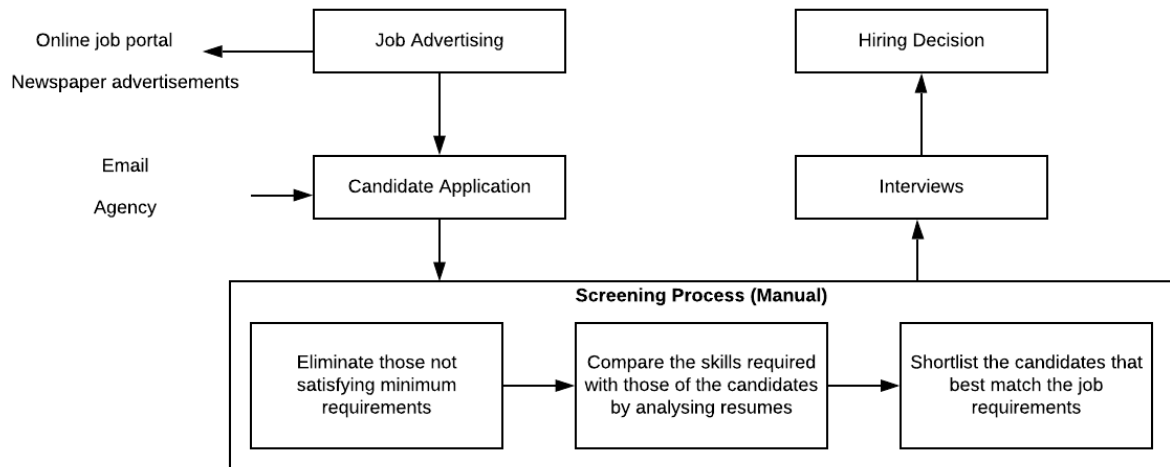 Online job portal
Newspaper advertisements
Job Advertising
Hiring Decision
Email
Agency
Candidate Application
Interviews
Screening Process (Manual)
Eliminate those not
satisfying minimum
requirements
Compare the skills required
with those of the candidates
by analysing resumes
Shortlist the candidates that
best match the job
requirements